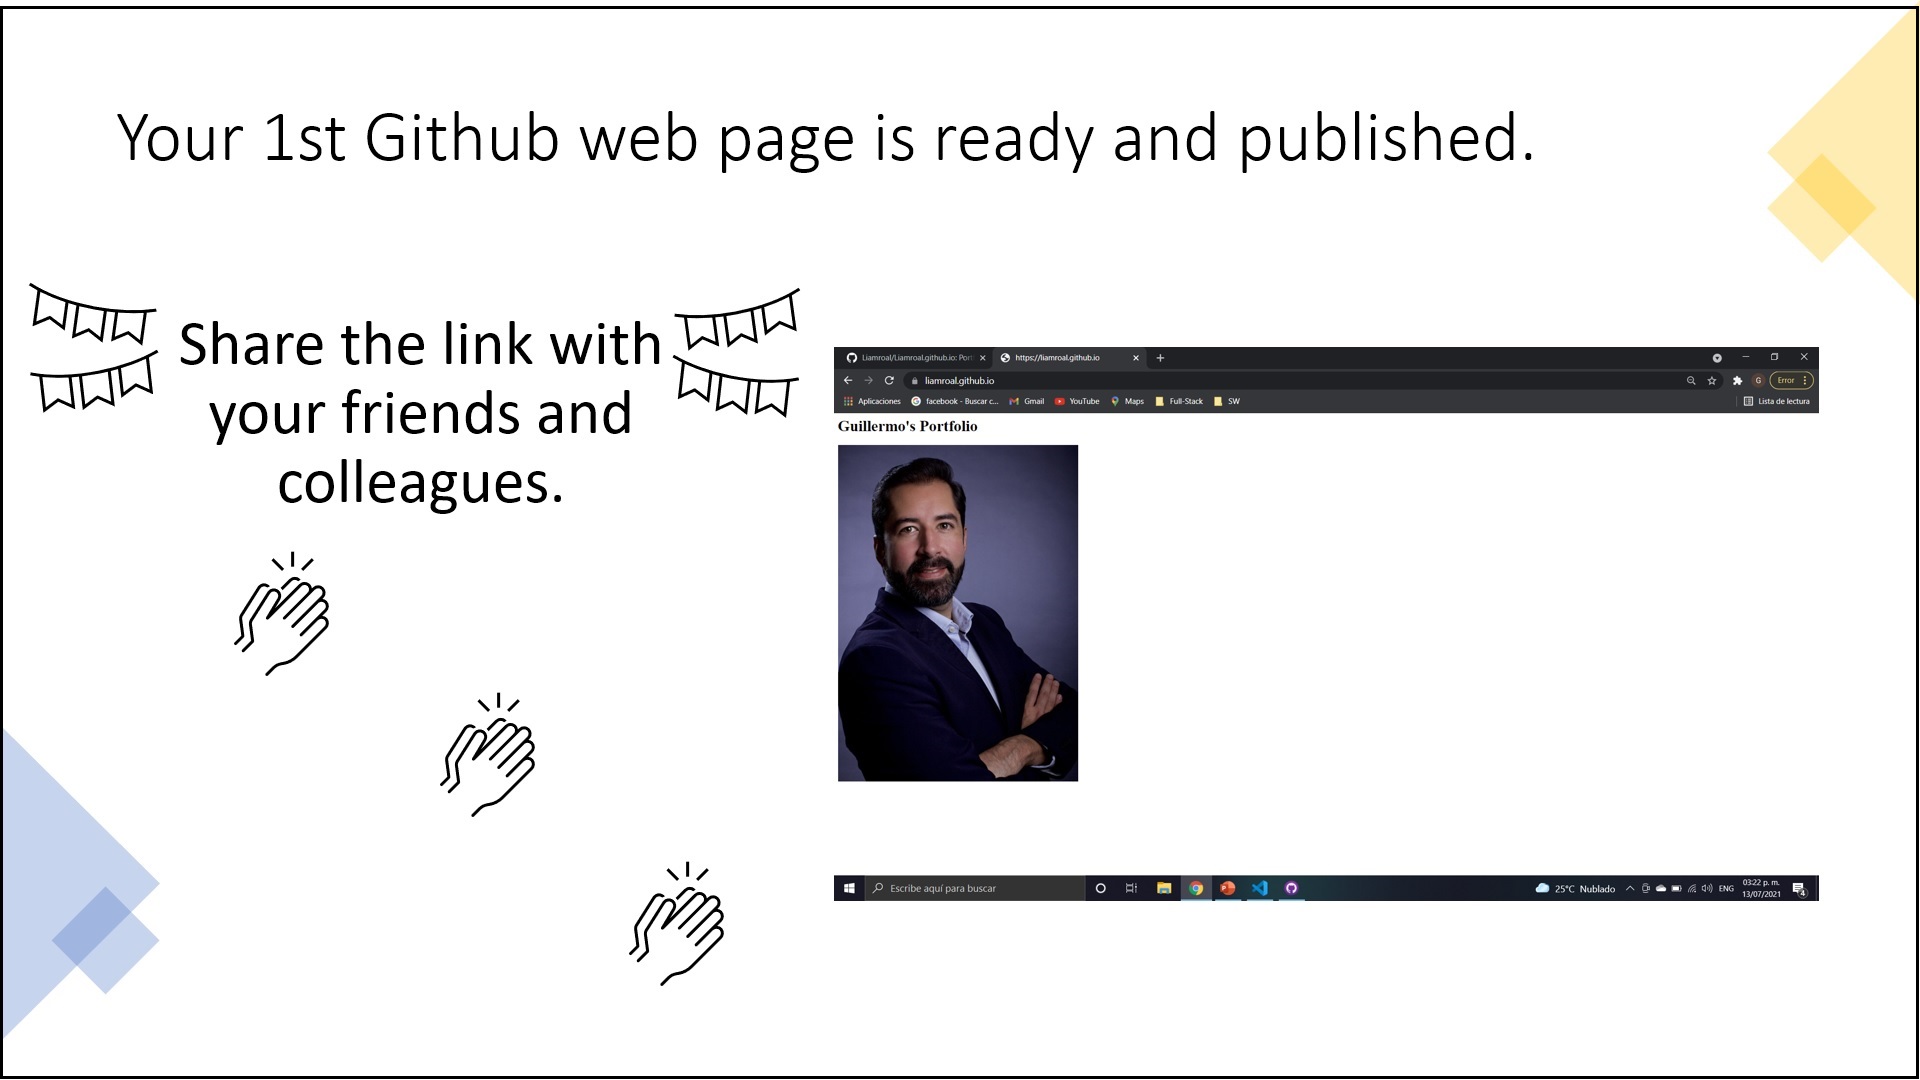 Your 1st Github web page is ready and published.
Share the link with
your friends and
colleagues.
Liamroal/Liamroal.github.io: Port
https://liamroal.github.io
liamroal.github.io
G
Error
Aplicaciones
facebook - Buscar c...
Gmail
YouTube
Maps
Full-Stack
SW
Lista de lectura
Guillermo's Portfolio
Escribe aquí para buscar
25°C Nublado
ENG
03:22 p. m.
13/07/2021
4